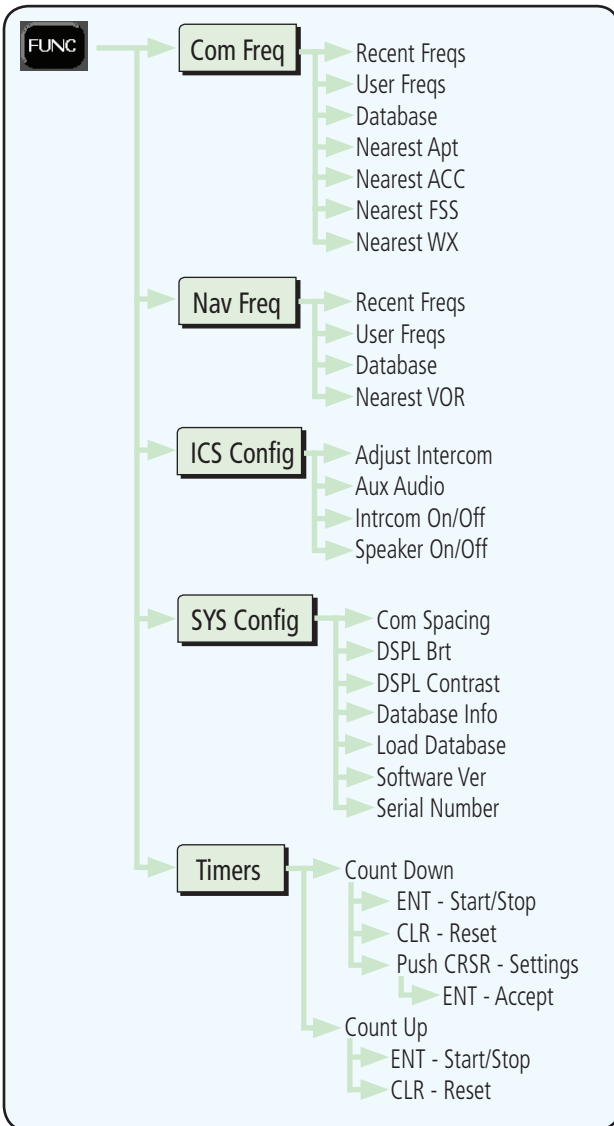 FUNC
Com Freq
Recent Freqs
User Freqs
Database
Nearest Apt
Nearest ACC
Nearest FSS
Nearest WX
Nav Freq
Recent Freqs
User Freqs
Database
Nearest VOR
ICS Config
Adjust Intercom
Aux Audio
Intrcom On/Off
Speaker On/Off
SYS Config
Com Spacing
DSPL Brt
DSPL Contrast
Database Info
Load Database
Software Ver
Serial Number
Timers
Count Down
ENT - Start/Stop
CLR - Reset
Push CRSR - Settings
ENT - Accept
Count Up
ENT - Start/Stop
CLR - Reset